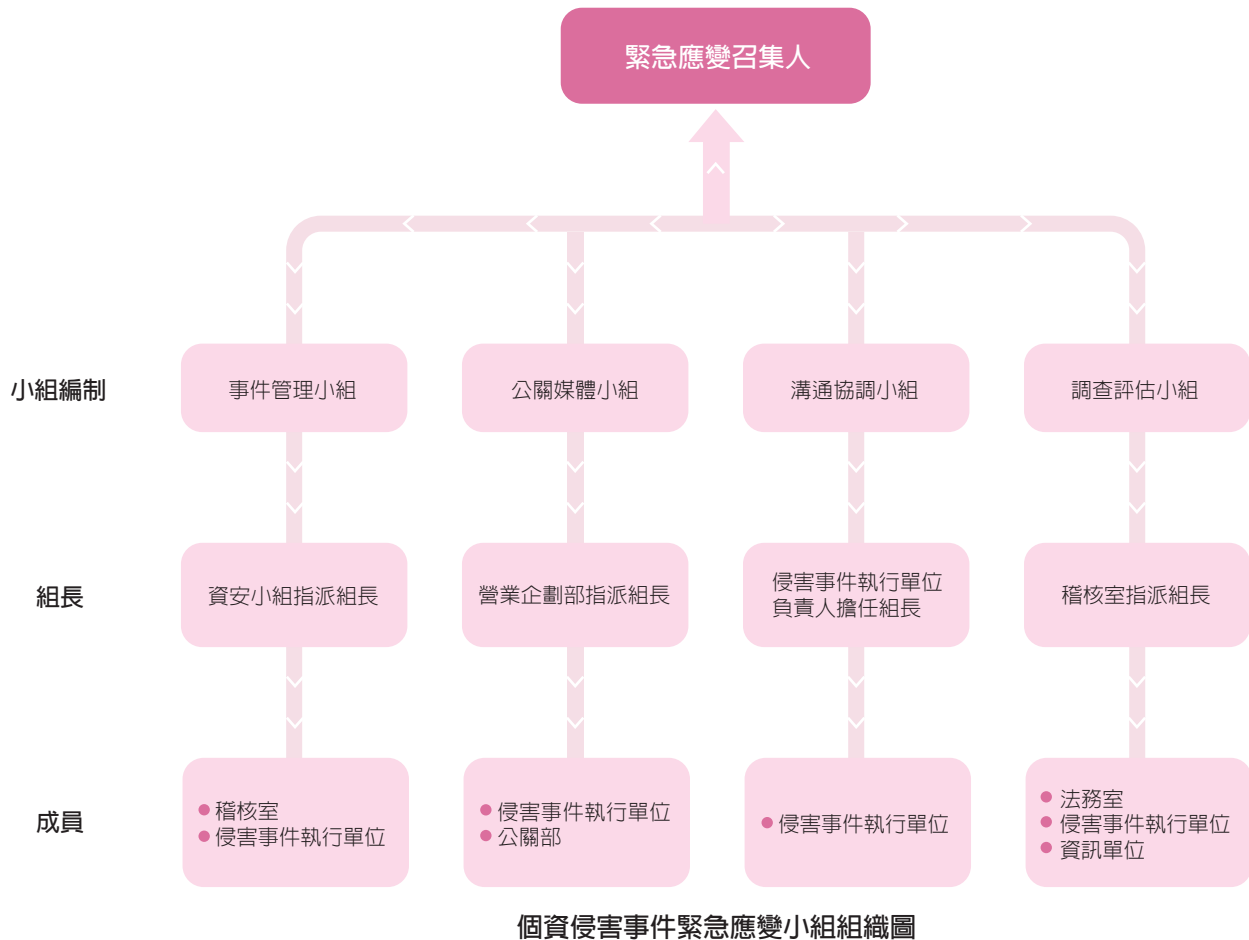 緊急應變召集人
小組編制
事件管理小組
公關媒體小組
溝通協調小組
調查評估小組
組長
資安小組指派組長
營業企劃部指派組長
侵害事件執行單位
負責人擔任組長
稽核室指派組長
成員
稽核室
侵害事件執行單位
侵害事件執行單位
公關部
侵害事件執行單位
法務室
侵害事件執行單位
資訊單位
個資侵害事件緊急應變小組組織圖